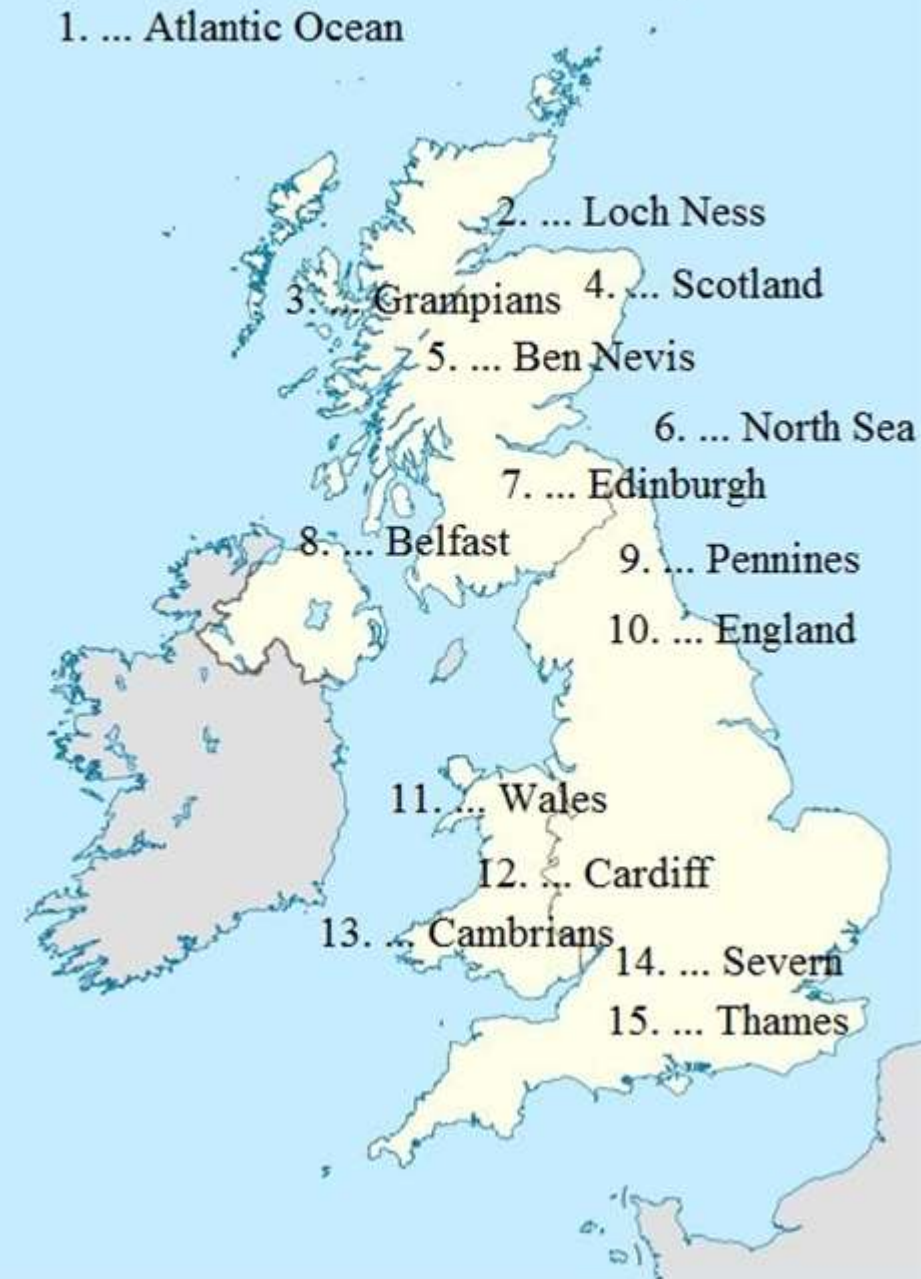 1. ... Atlantic Ocean
2. ... Loch Ness
3. ... Grampians
4. ... Scotland
5. ... Ben Nevis
6. ... North Sea
7. ... Edinburgh
8. ... Belfast
9. ... Pennines
10. ... England
11. ... Wales
12. ... Cardiff
13. ... Cambrians
14. ... Severn
15. ... Thames